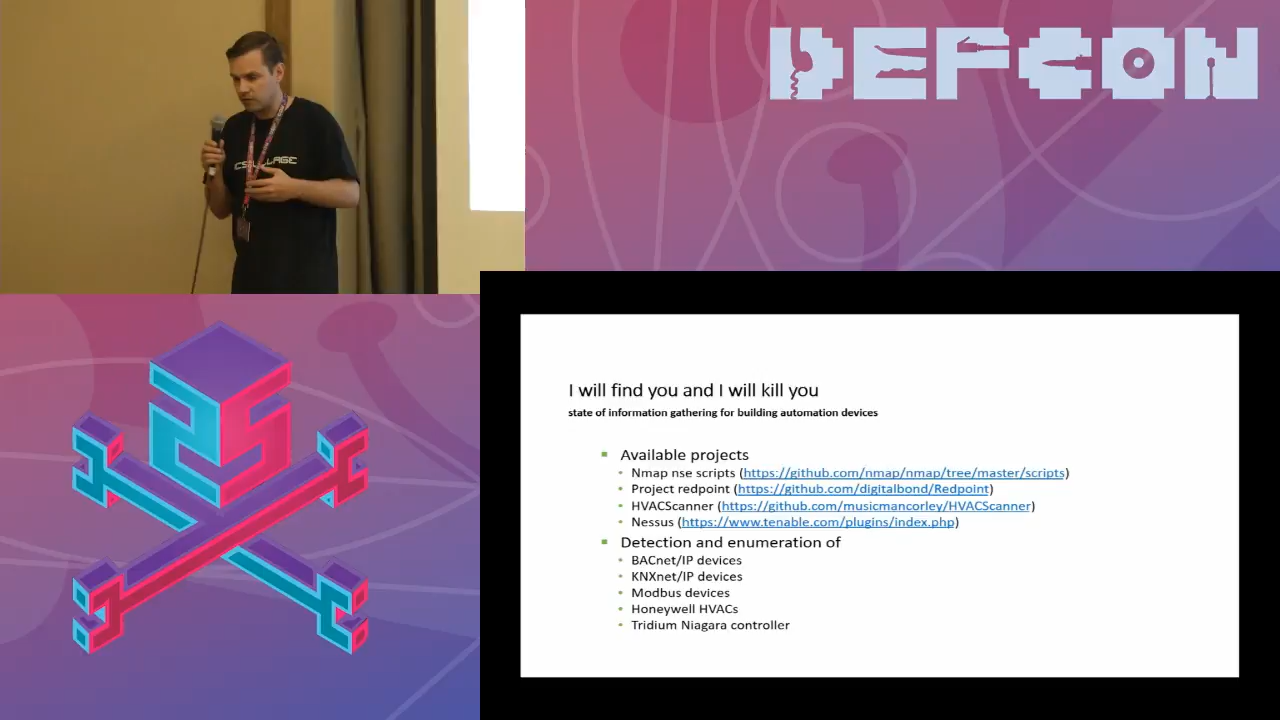 DEFCON
I will find you and I will kill you
state of information gathering for building automation devices
▪ Available projects
• Nmap nse scripts (https://github.com/nmap/nmap/tree/master/scripts)
• Project redpoint (https://github.com/digitalbond/Redpoint)
• HVACScanner (https://github.com/musicmancorley/HVACScanner)
• Nessus (https://www.tenable.com/plugins/index.php)
▪ Detection and enumeration of
• BACnet/IP devices
• KNXnet/IP devices
• Modbus devices
• Honeywell HVACs
• Tridium Niagara controller